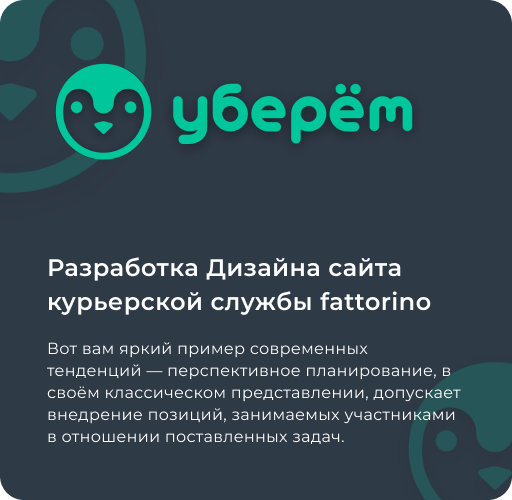 уберём
Разработка Дизайна сайта
курьерской службы fattorino
Вот вам яркий пример современных
тенденций — перспективное планирование, в
своём классическом представлении, допускает
внедрение позиций, занимаемых участниками
в отношении поставленных задач.